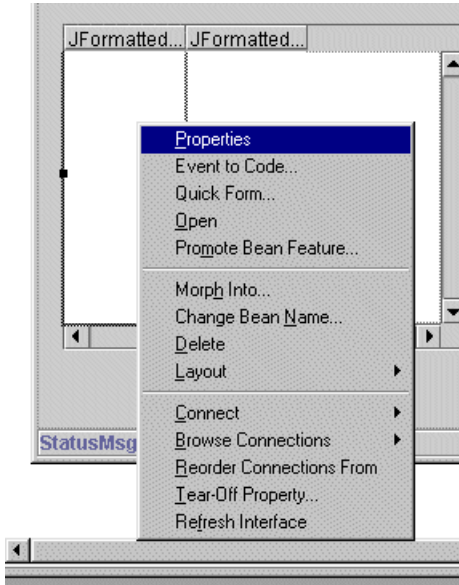 JFormatted... JFormatted...
Properties
Event to Code...
Quick Form...
Open
Promote Bean Feature...
Morph Into...
Change Bean Name...
Delete
Layout
Connect
Browse Connections
Reorder Connections From
Tear-Off Property...
Refresh Interface
StatusMsg